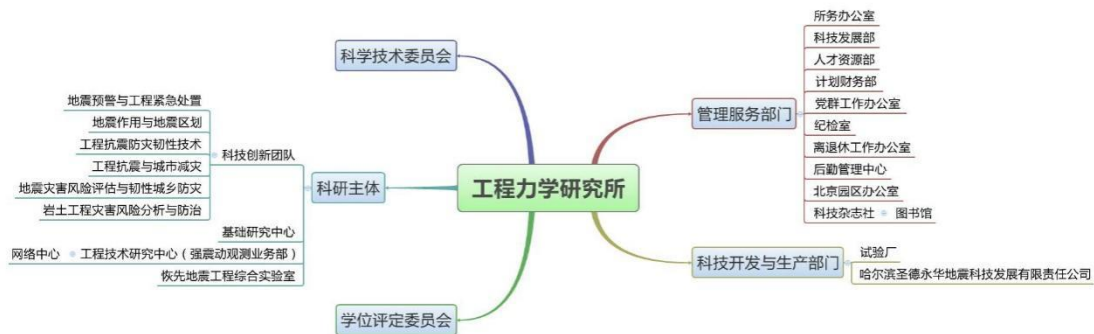 工程力学研究所
科学技术委员会
科研主体
科技创新团队
地震预警与工程紧急处置
地震作用与地震区划
工程抗震防灾韧性技术
工程抗震与城市减灾
地震灾害风险评估与韧性城乡防灾
岩土工程灾害风险分析与防治
基础研究中心
工程技术研究中心（强震动观测业务部）
网络中心
恢先地震工程综合实验室
学位评定委员会
管理服务部门
所务办公室
科技发展部
人才资源部
计划财务部
党群工作办公室
纪检室
离退休工作办公室
后勤管理中心
北京园区办公室
科技杂志社
图书馆
科技开发与生产部门
试验厂
哈尔滨圣德永华地震科技发展有限责任公司